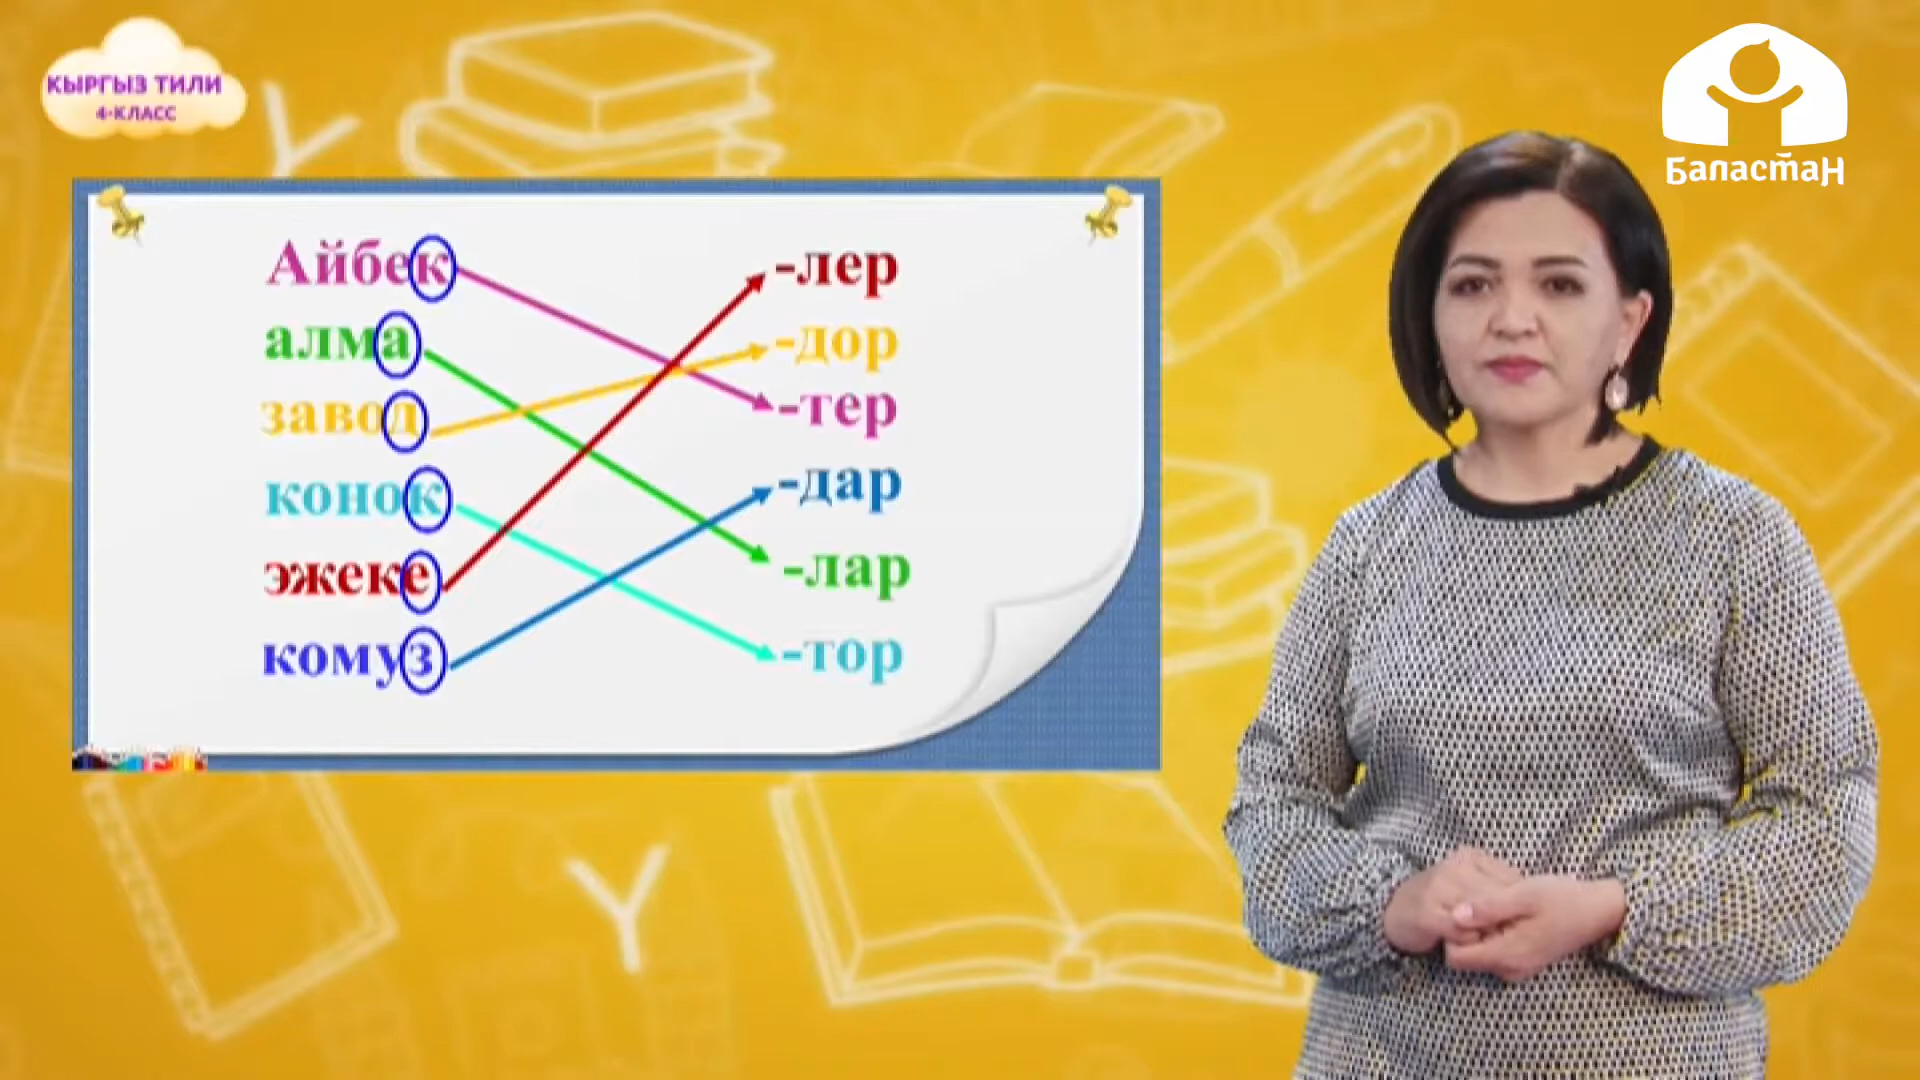 КЫРГЫЗ ТИЛИ
4-КЛАСС
Баластан
Айбек -лер
алма -дор
завод -тер
конок -дар
эжеке -лар
комуз -тор